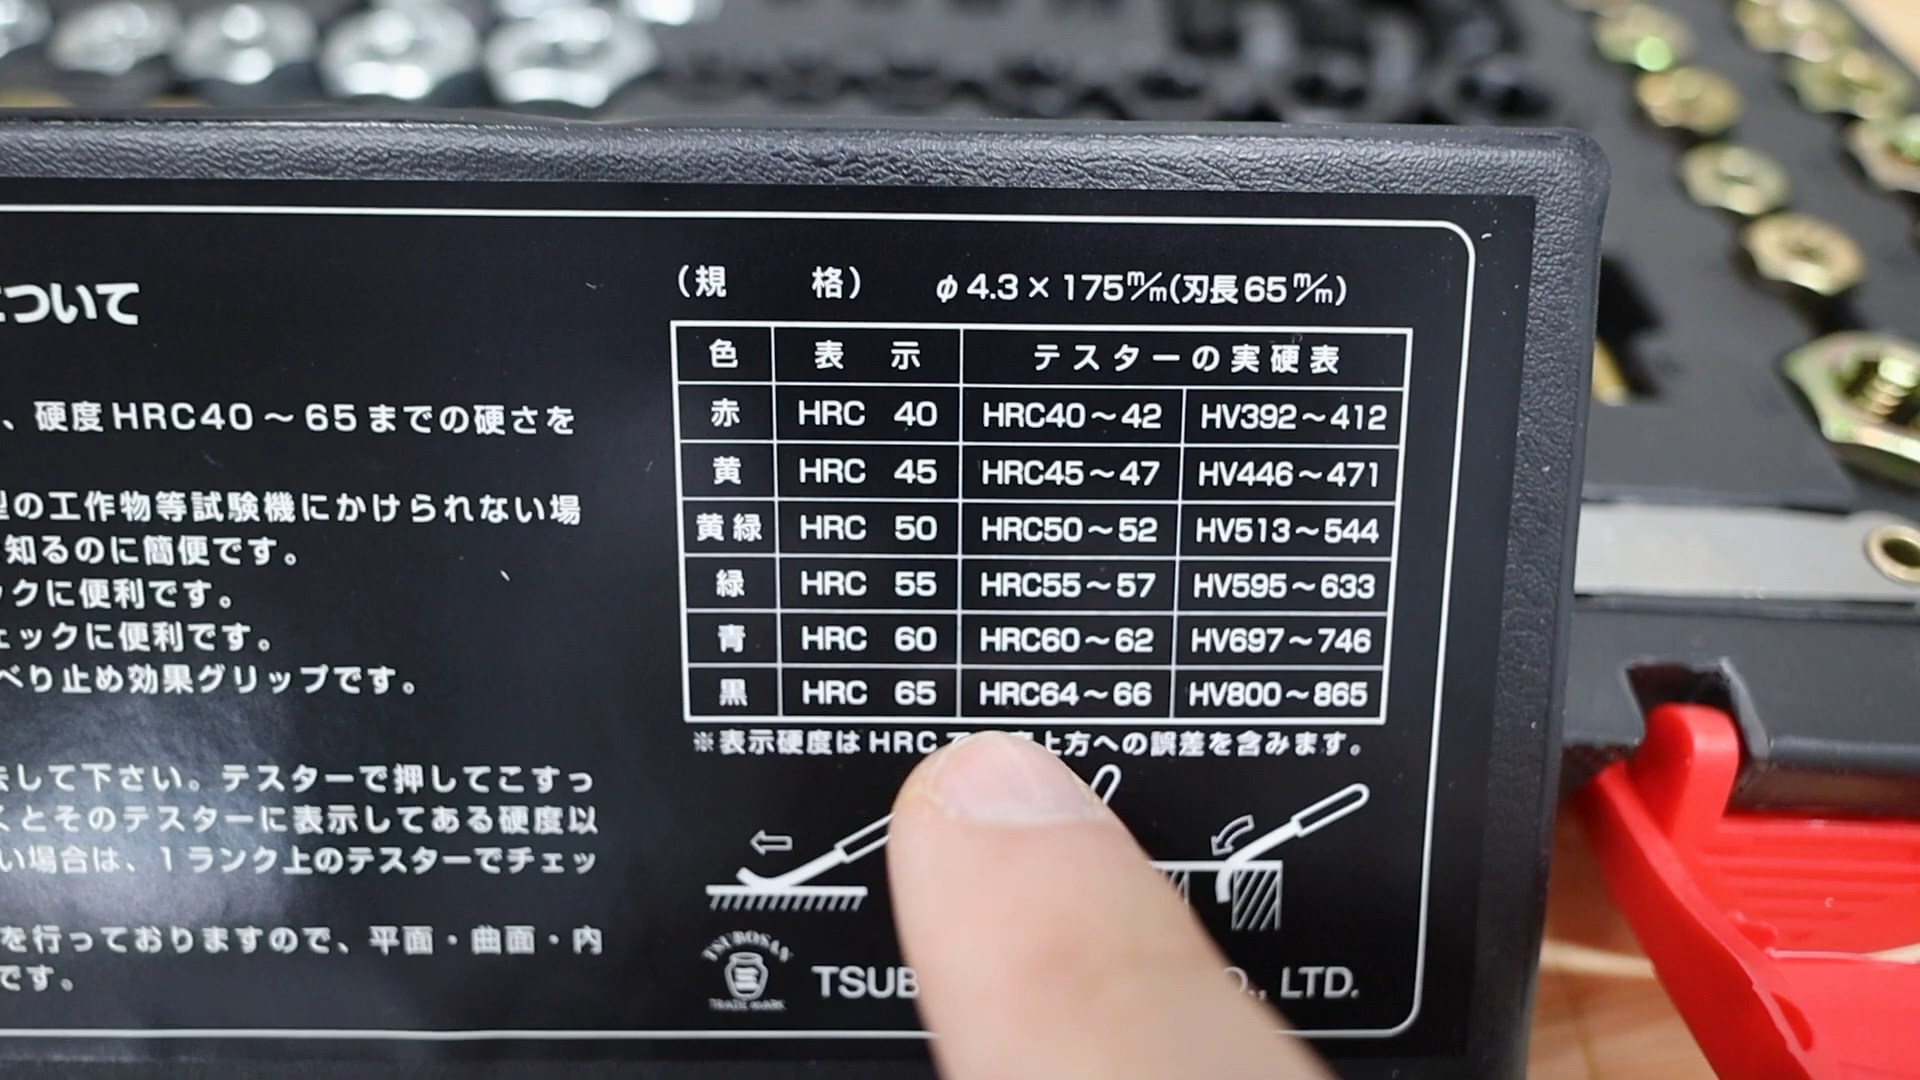 ついて
、硬度HRC40～65までの硬さを
の工作物等試験機にかけられない場
知るのに簡便です。
クに便利です。
ェックに便利です。
べり止め効果グリップです。
して下さい。テスターで押してこすっ
くとそのテスターに表示してある硬度以
い場合は、1ランク上のテスターでチェッ
を行っておりますので、平面・曲面・内
です。
（規 格） φ4.3×175m/m(刃長65m/m)
色 表示 テスターの実硬表
赤 HRC 40 HRC40～42 HV392～412
黄 HRC 45 HRC45～47 HV446～471
黄緑 HRC 50 HRC50～52 HV513～544
緑 HRC 55 HRC55～57 HV595～633
青 HRC 60 HRC60～62 HV697～746
黒 HRC 65 HRC64～66 HV800～865
※表示硬度はHRC 上方への誤差を含みます。
TSUBOSAN
TRADE MARK
TSUB O., LTD.